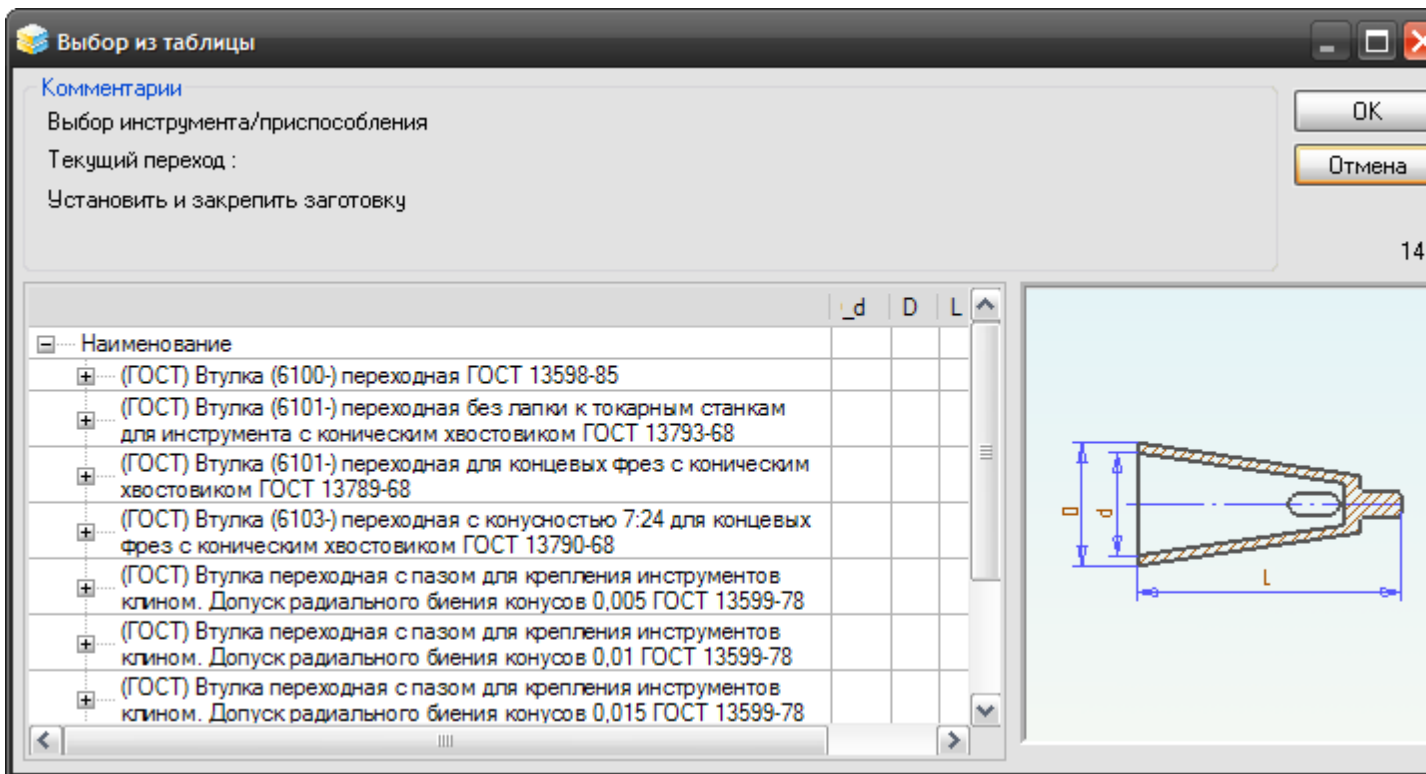 Выбор из таблицы
Комментарии
Выбор инструмента/приспособления
Текущий переход :
Установить и закрепить заготовку
OK
Отмена
14
_d D L
Наименование
(ГОСТ) Втулка (6100-) переходная ГОСТ 13598-85
(ГОСТ) Втулка (6101-) переходная без лапки к токарным станкам
для инструмента с коническим хвостовиком ГОСТ 13793-68
(ГОСТ) Втулка (6101-) переходная для концевых фрез с коническим
хвостовиком ГОСТ 13789-68
(ГОСТ) Втулка (6103-) переходная с конусностью 7:24 для концевых
фрез с коническим хвостовиком ГОСТ 13790-68
(ГОСТ) Втулка переходная с пазом для крепления инструментов
клином. Допуск радиального биения конусов 0,005 ГОСТ 13599-78
(ГОСТ) Втулка переходная с пазом для крепления инструментов
клином. Допуск радиального биения конусов 0,01 ГОСТ 13599-78
(ГОСТ) Втулка переходная с пазом для крепления инструментов
клином. Допуск радиального биения конусов 0,015 ГОСТ 13599-78
D
d
L